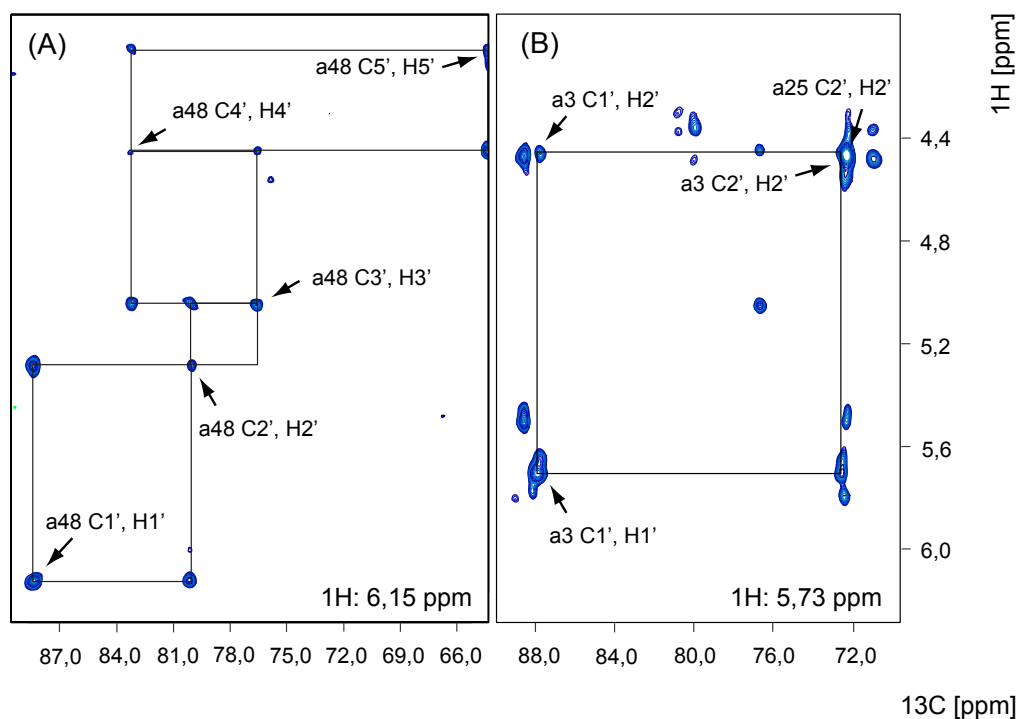 (A)
(B)
1H [ppm]
a48 C5’, H5’
a48 C4’, H4’
a48 C3’, H3’
a48 C2’, H2’
a48 C1’, H1’
1H: 6,15 ppm
a3 C1’, H2’
a25 C2’, H2’
a3 C2’, H2’
a3 C1’, H1’
1H: 5,73 ppm
4,4
4,8
5,2
5,6
6,0
87,0 84,0 81,0 78,0 75,0 72,0 69,0 66,0
88,0 84,0 80,0 76,0 72,0
13C [ppm]